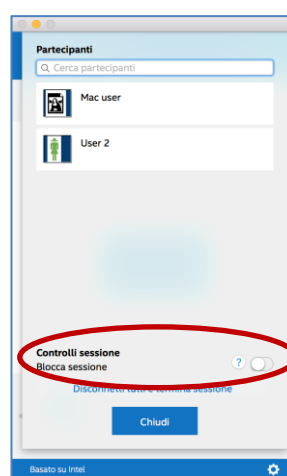 Partecipanti
Cerca partecipanti
Mac user
User 2
Controlli sessione
Blocca sessione
?
Disconnetti tutti e termina sessione
Chiudi
Basato su Intel